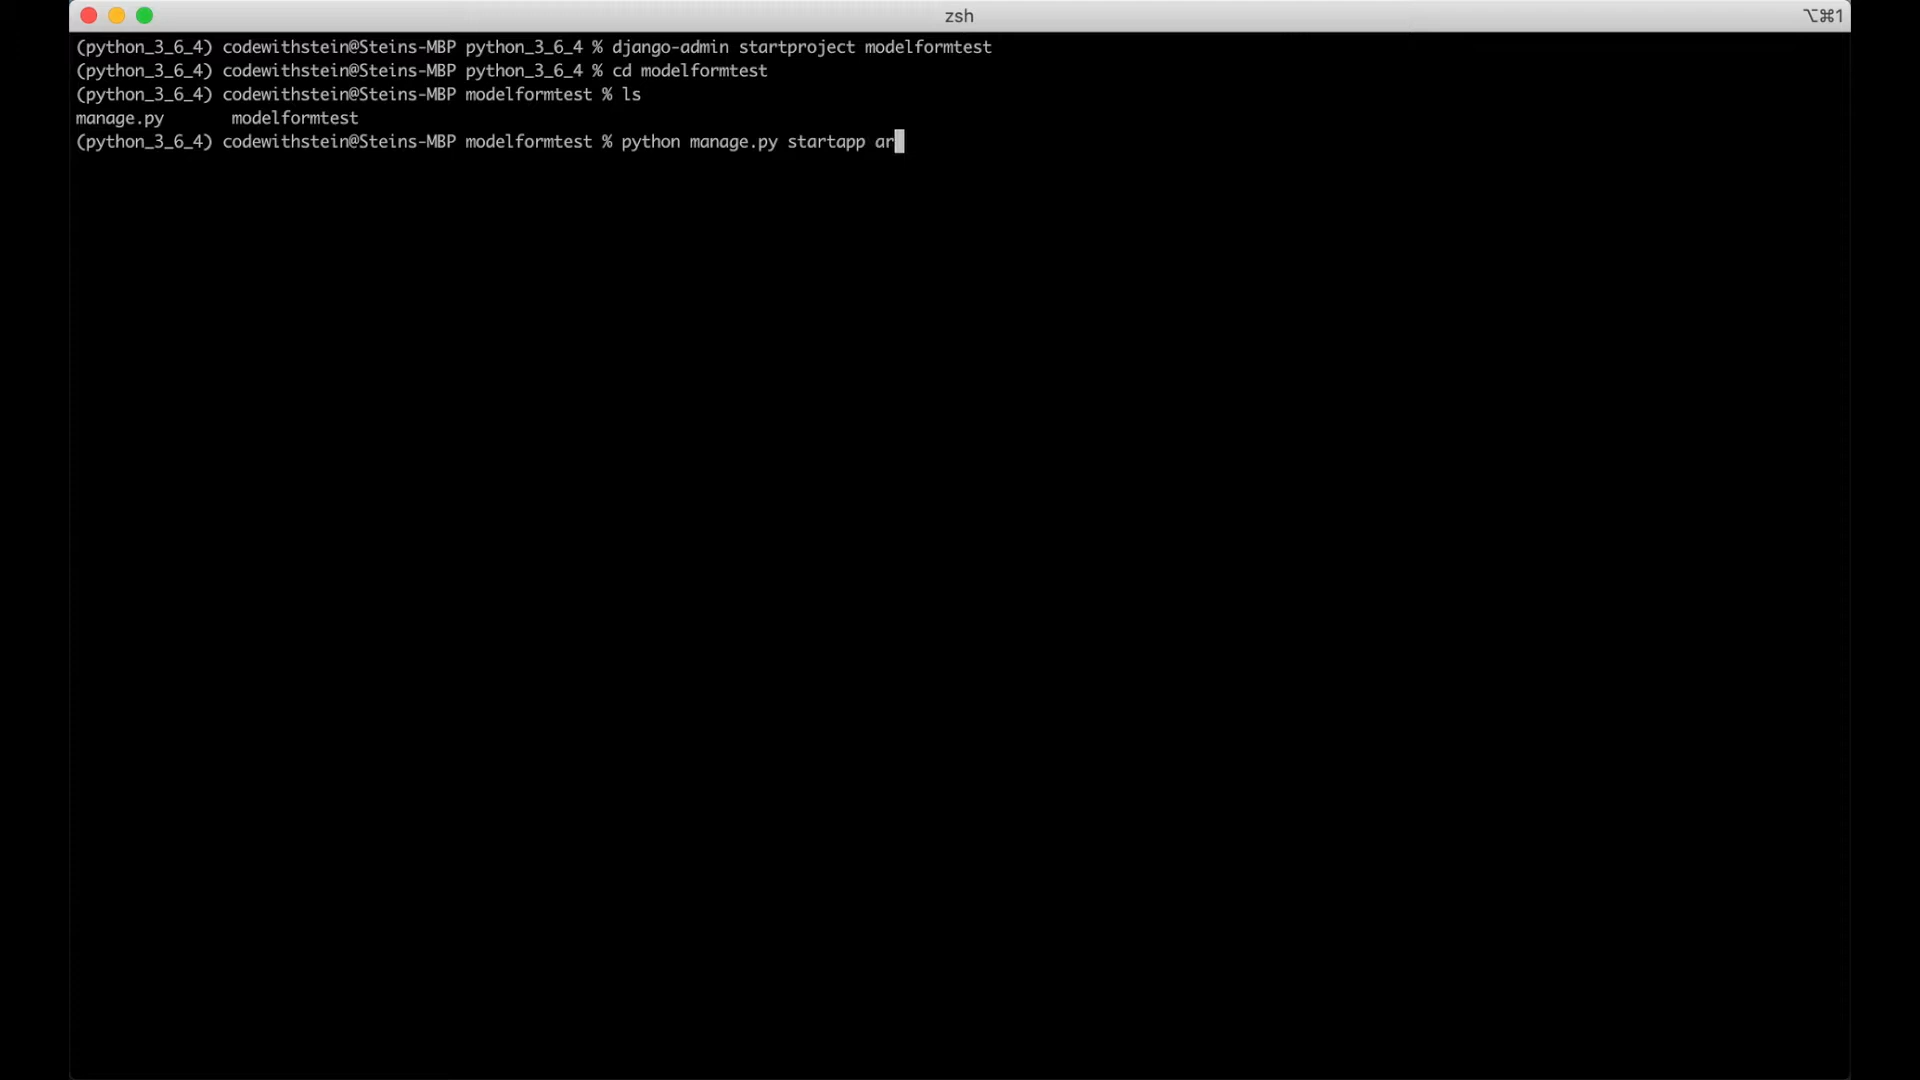 zsh
⌥⌘1
(python_3_6_4) codewithstein@Steins-MBP python_3_6_4 % django-admin startproject modelformtest
(python_3_6_4) codewithstein@Steins-MBP python_3_6_4 % cd modelformtest
(python_3_6_4) codewithstein@Steins-MBP modelformtest % ls
manage.py       modelformtest
(python_3_6_4) codewithstein@Steins-MBP modelformtest % python manage.py startapp ar